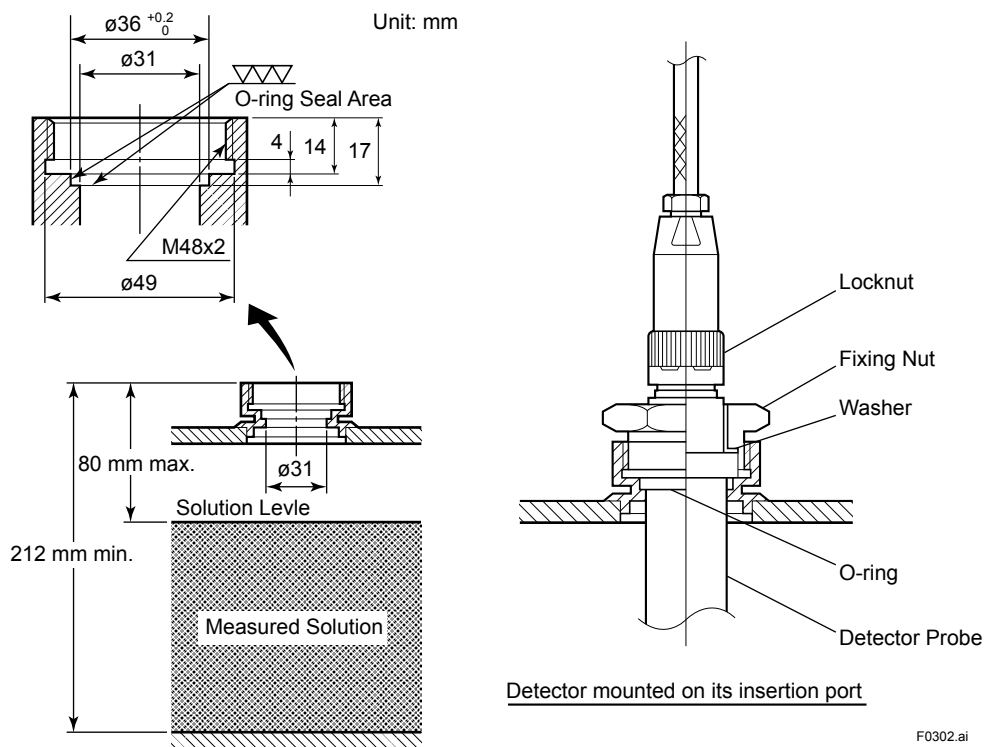 Unit: mm
ø36 +0.2 0
ø31
O-ring Seal Area
4
14
17
M48x2
ø49
80 mm max.
ø31
Solution Levle
212 mm min.
Measured Solution
Locknut
Fixing Nut
Washer
O-ring
Detector Probe
Detector mounted on its insertion port
F0302.ai